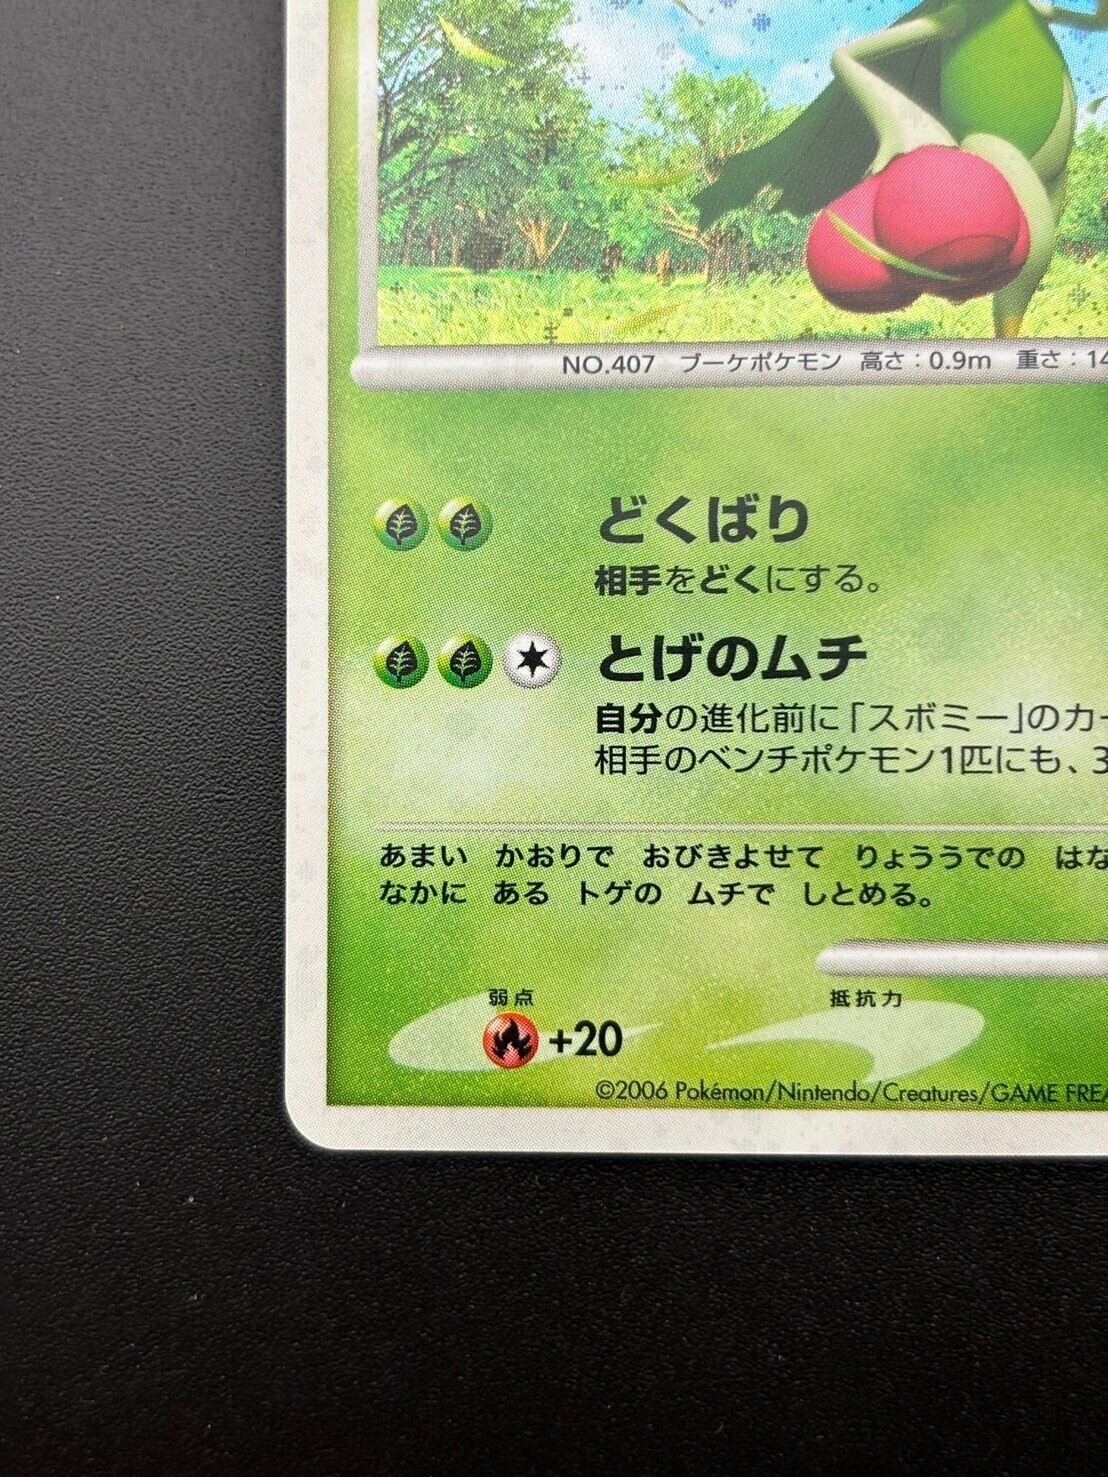 NO.407 ブーケポケモン 高さ：0.9m 重さ：14
どくばり
相手をどくにする。
とげのムチ
自分の進化前に「スボミー」のカー
相手のベンチポケモン1匹にも、3
あまい かおりで おびきよせて りょううでの はな
なかに ある トゲの ムチで しとめる。
弱点 抵抗力
+20
©2006 Pokémon/Nintendo/Creatures/GAME FREA